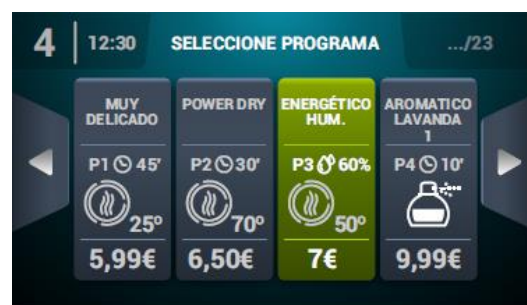 4 12:30 SELECCIONE PROGRAMA .../23
MUY
DELICADO
P1 45'
25º
5,99€
POWER DRY
P2 30'
70º
6,50€
ENERGÉTICO
HUM.
P3 60%
50º
7€
AROMATICO
LAVANDA
1
P4 10'
9,99€